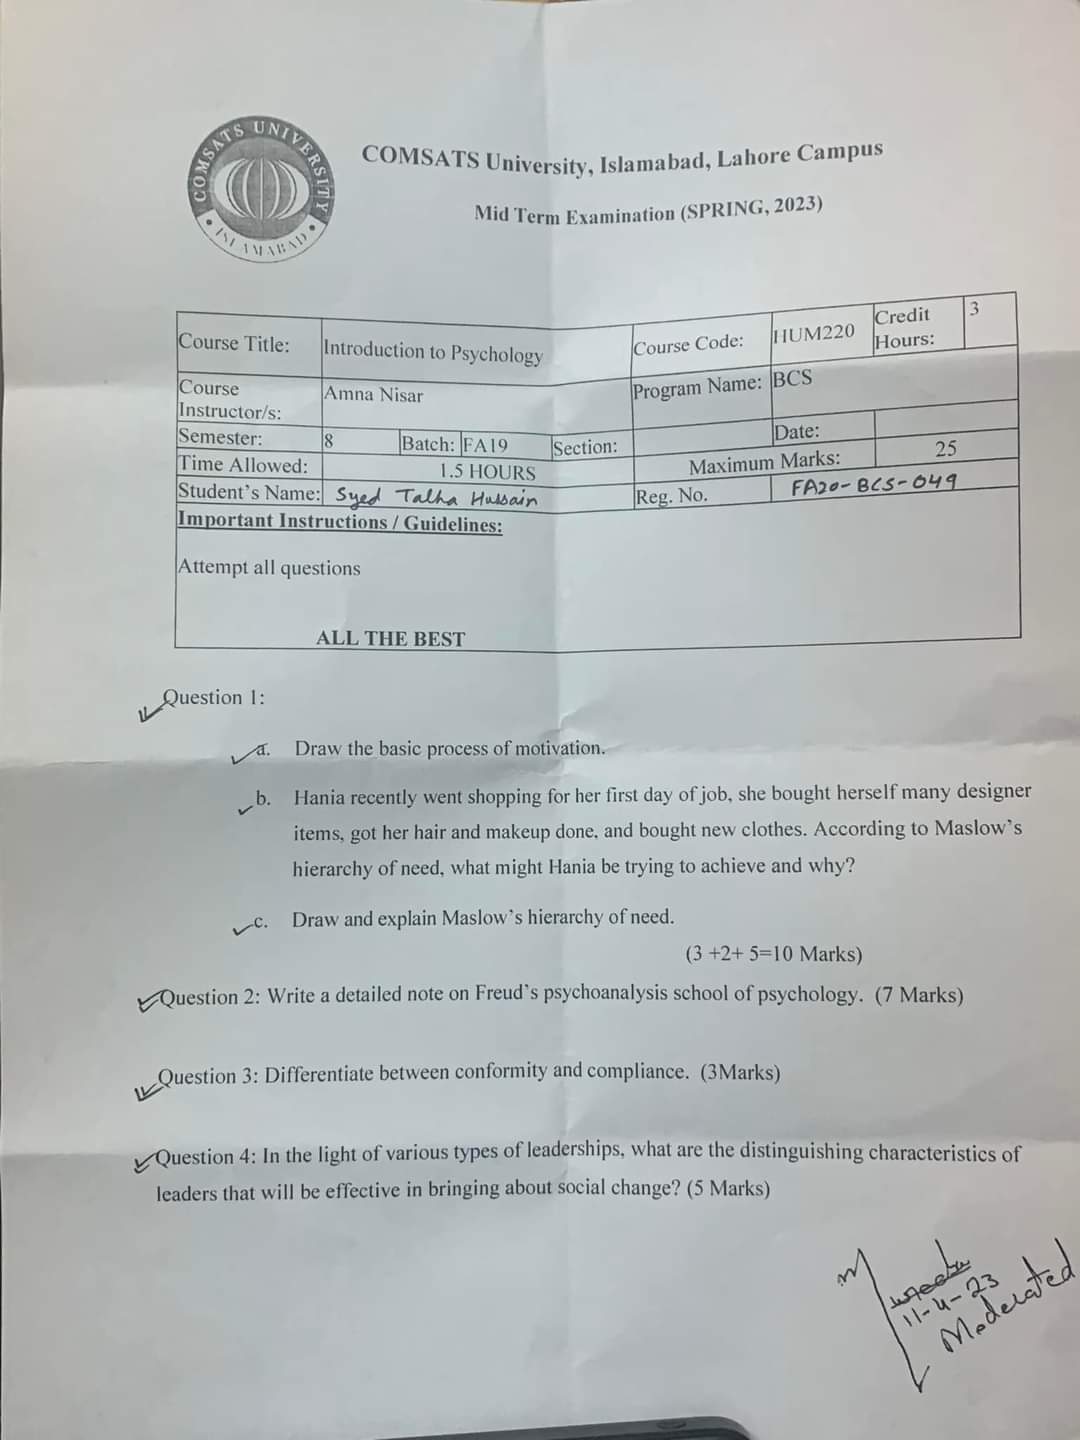 COMSATS UNIVERSITY
• ISLAMABAD •
COMSATS University, Islamabad, Lahore Campus
Mid Term Examination (SPRING, 2023)
Course Title: Introduction to Psychology Course Code: HUM220 Credit Hours: 3
Course Instructor/s: Amna Nisar Program Name: BCS
Semester: 8 Batch: FA19 Section: Date:
Time Allowed: 1.5 HOURS Maximum Marks: 25
Student's Name: Syed Talha Hussain Reg. No. FA20-BCS-049
Important Instructions / Guidelines:
Attempt all questions
ALL THE BEST
Question 1:
a. Draw the basic process of motivation.
b. Hania recently went shopping for her first day of job, she bought herself many designer
items, got her hair and makeup done, and bought new clothes. According to Maslow's
hierarchy of need, what might Hania be trying to achieve and why?
c. Draw and explain Maslow's hierarchy of need.
(3 +2+ 5=10 Marks)
Question 2: Write a detailed note on Freud's psychoanalysis school of psychology. (7 Marks)
Question 3: Differentiate between conformity and compliance. (3Marks)
Question 4: In the light of various types of leaderships, what are the distinguishing characteristics of
leaders that will be effective in bringing about social change? (5 Marks)
11-4-23
Moderated